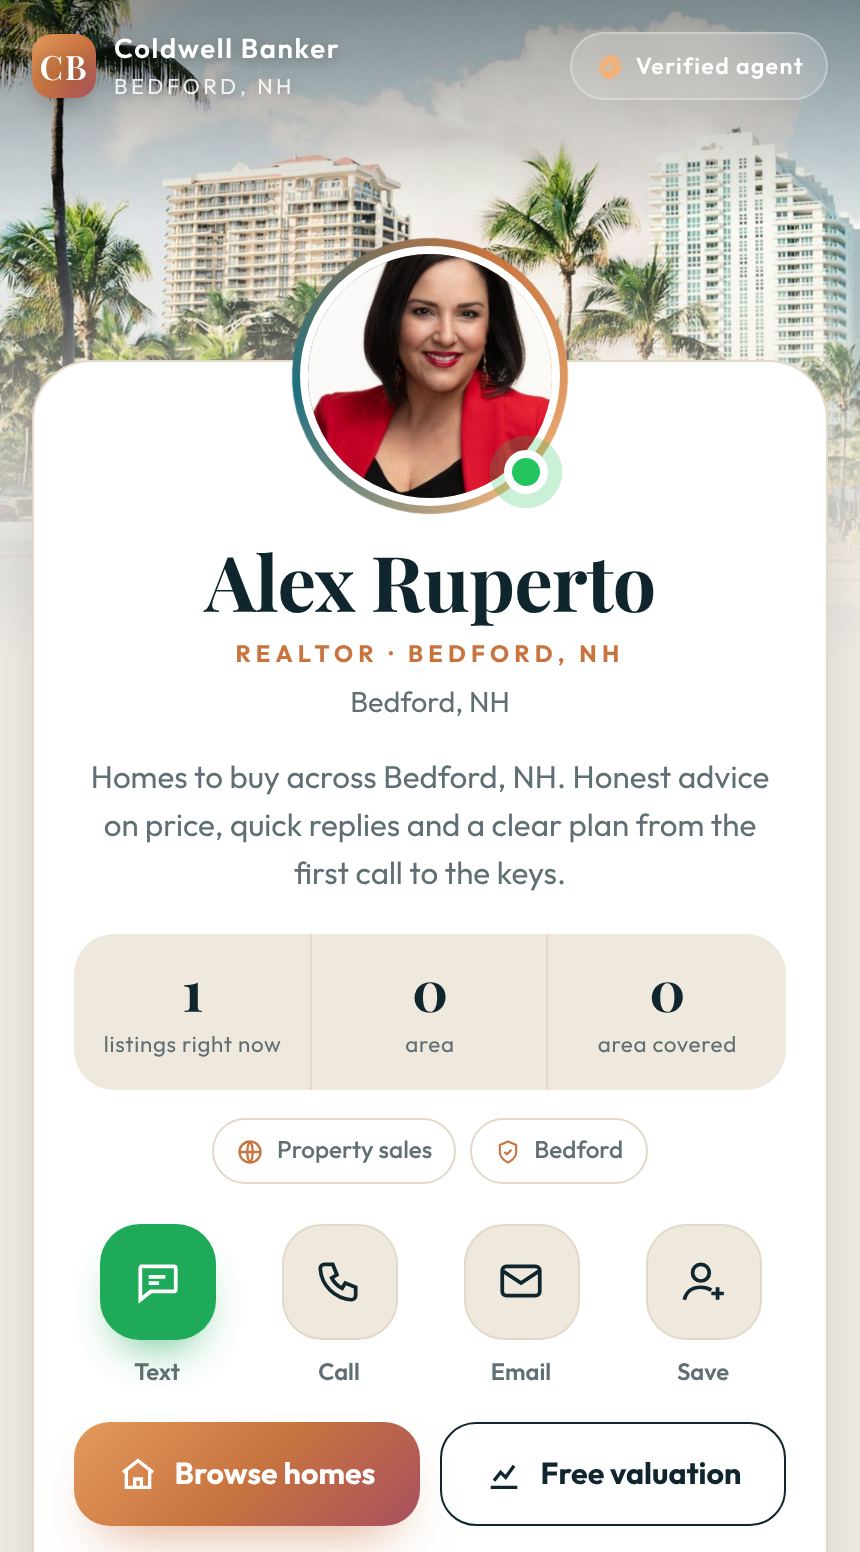 CB
Coldwell Banker
BEDFORD, NH
Verified agent
Alex Ruperto
REALTOR · BEDFORD, NH
Bedford, NH
Homes to buy across Bedford, NH. Honest advice
on price, quick replies and a clear plan from the
first call to the keys.
1
listings right now
0
area
0
area covered
Property sales
Bedford
Text
Call
Email
Save
Browse homes
Free valuation